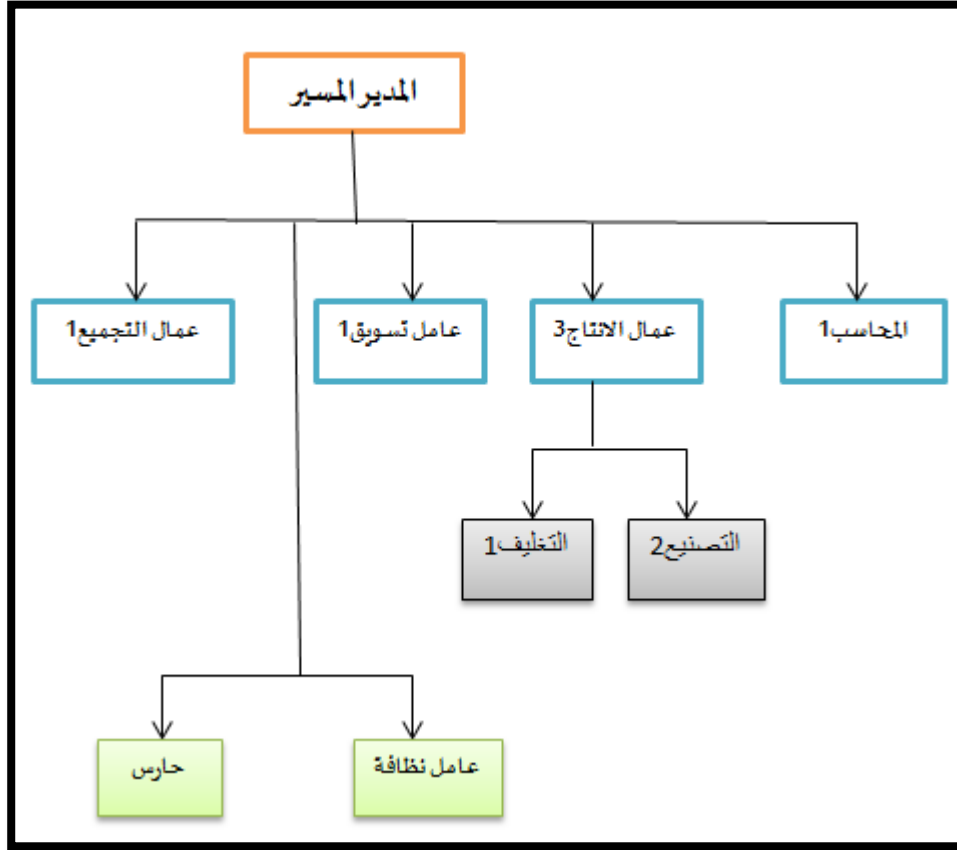 المدير المسير
المحاسب1
عمال الانتاج3
عامل تسويق1
عمال التجميع1
التصنيع2
التغليف1
عامل نظافة
حارس